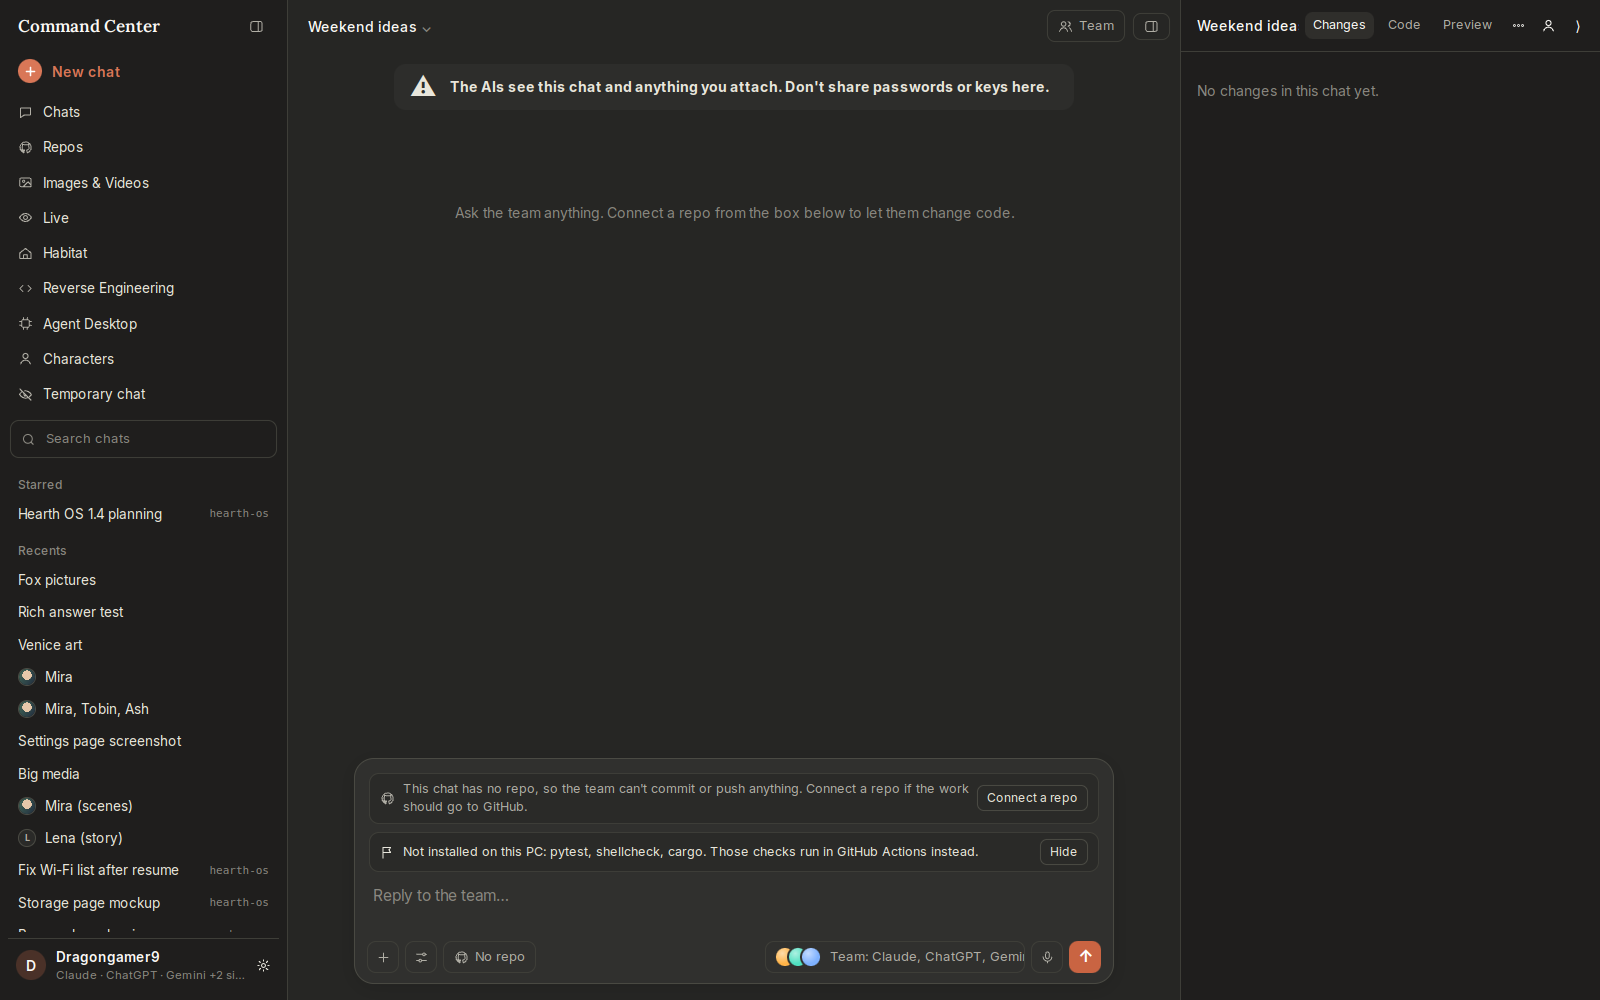 Command Center
New chat
Chats
Repos
Images & Videos
Live
Habitat
Reverse Engineering
Agent Desktop
Characters
Temporary chat
Search chats
Starred
Hearth OS 1.4 planning hearth-os
Recents
Fox pictures
Rich answer test
Venice art
Mira
Mira, Tobin, Ash
Settings page screenshot
Big media
Mira (scenes)
L Lena (story)
Fix Wi-Fi list after resume hearth-os
Storage page mockup hearth-os
D Dragongamer9
Claude · ChatGPT · Gemini +2 si...
Weekend ideas
Team
The AIs see this chat and anything you attach. Don't share passwords or keys here.
Ask the team anything. Connect a repo from the box below to let them change code.
This chat has no repo, so the team can't commit or push anything. Connect a repo if the work
should go to GitHub.
Connect a repo
Not installed on this PC: pytest, shellcheck, cargo. Those checks run in GitHub Actions instead.
Hide
Reply to the team...
No repo
Team: Claude, ChatGPT, Gemi
Weekend idea
Changes
Code
Preview
No changes in this chat yet.